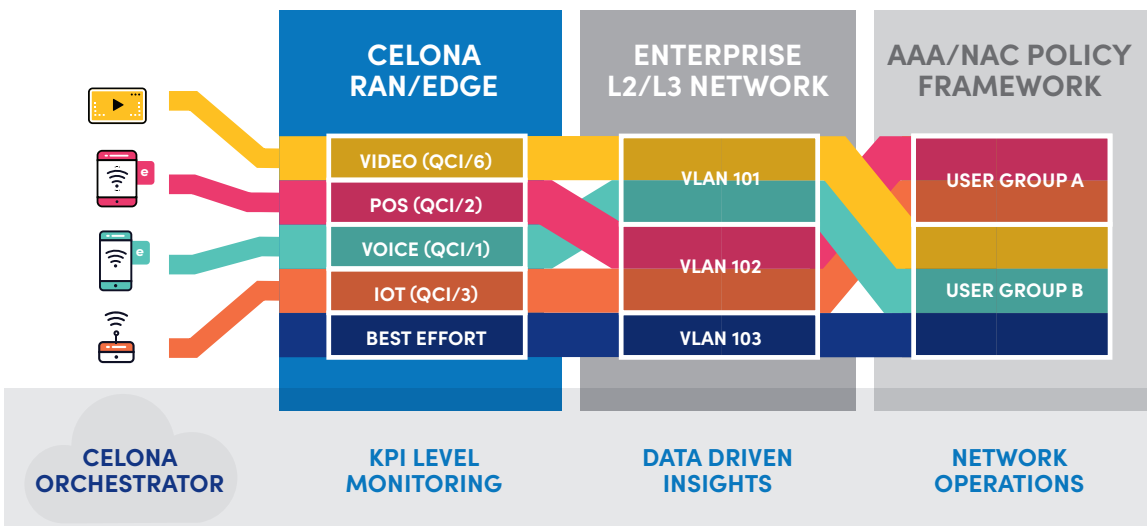 CELONA
RAN/EDGE
ENTERPRISE
L2/L3 NETWORK
AAA/NAC POLICY
FRAMEWORK
e
e
VIDEO (QCI/6)
POS (QCI/2)
VOICE (QCI/1)
IOT (QCI/3)
BEST EFFORT
VLAN 101
VLAN 102
VLAN 103
USER GROUP A
USER GROUP B
CELONA
ORCHESTRATOR
KPI LEVEL
MONITORING
DATA DRIVEN
INSIGHTS
NETWORK
OPERATIONS